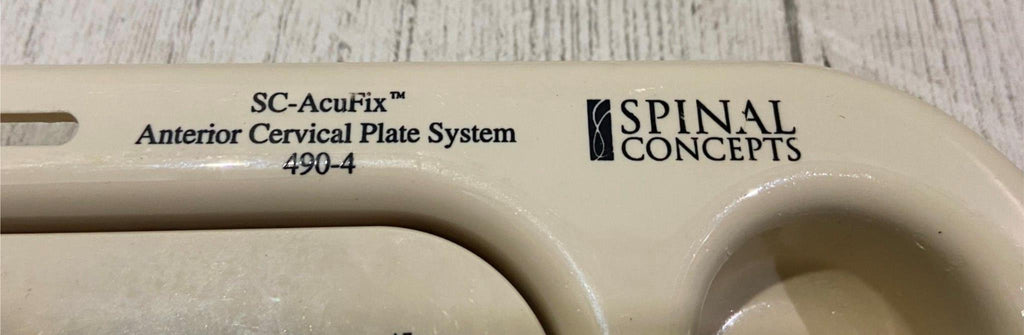 SC-AcuFix™
Anterior Cervical Plate System
490-4
SPINAL
CONCEPTS